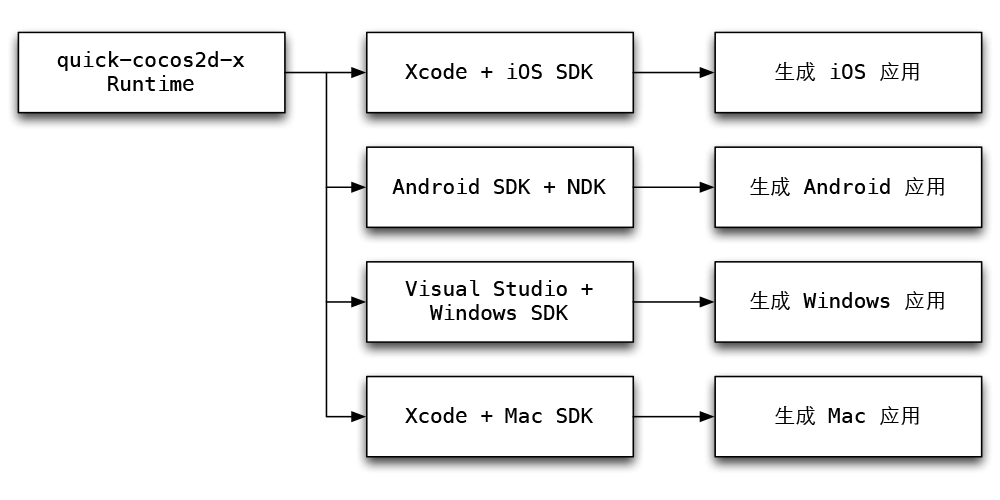 quick-cocos2d-x
Runtime
Xcode + iOS SDK
生成 iOS 应用
Android SDK + NDK
生成 Android 应用
Visual Studio +
Windows SDK
生成 Windows 应用
Xcode + Mac SDK
生成 Mac 应用